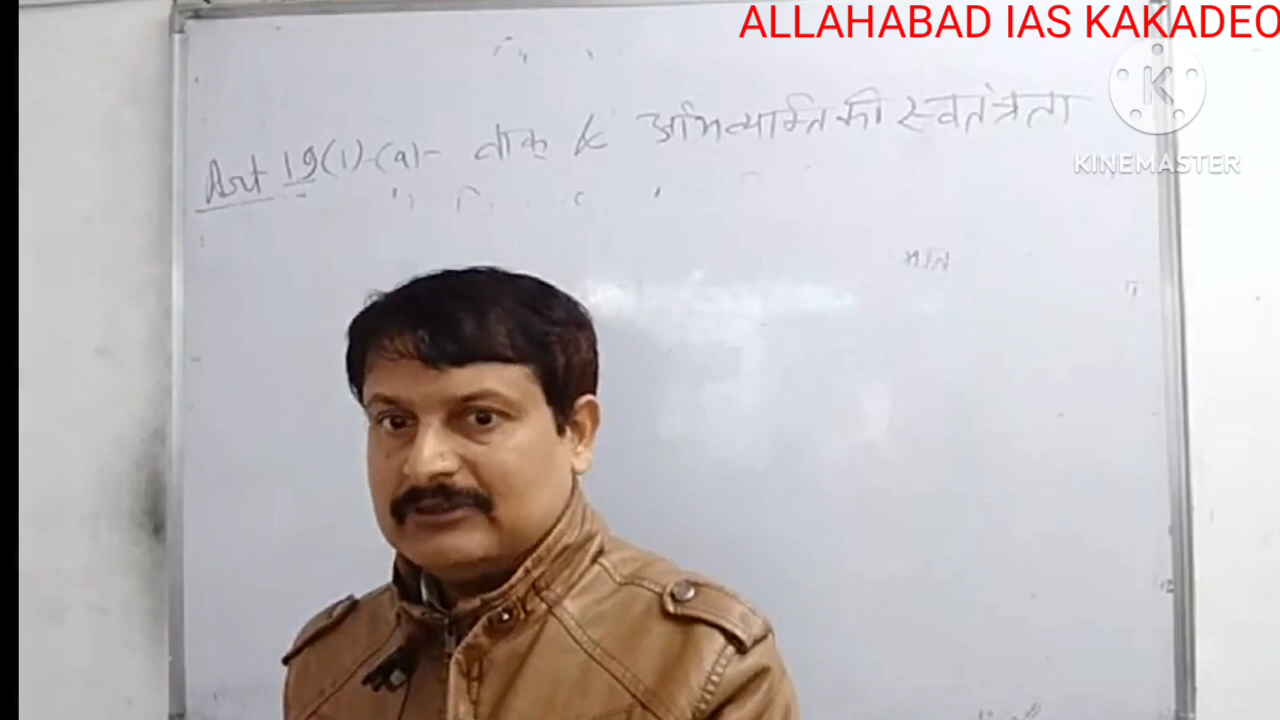 ALLAHABAD IAS KAKADEO
Art 19(1)-(a)- वाक् & अभिव्यक्ति की स्वतंत्रता
K
KINEMASTER